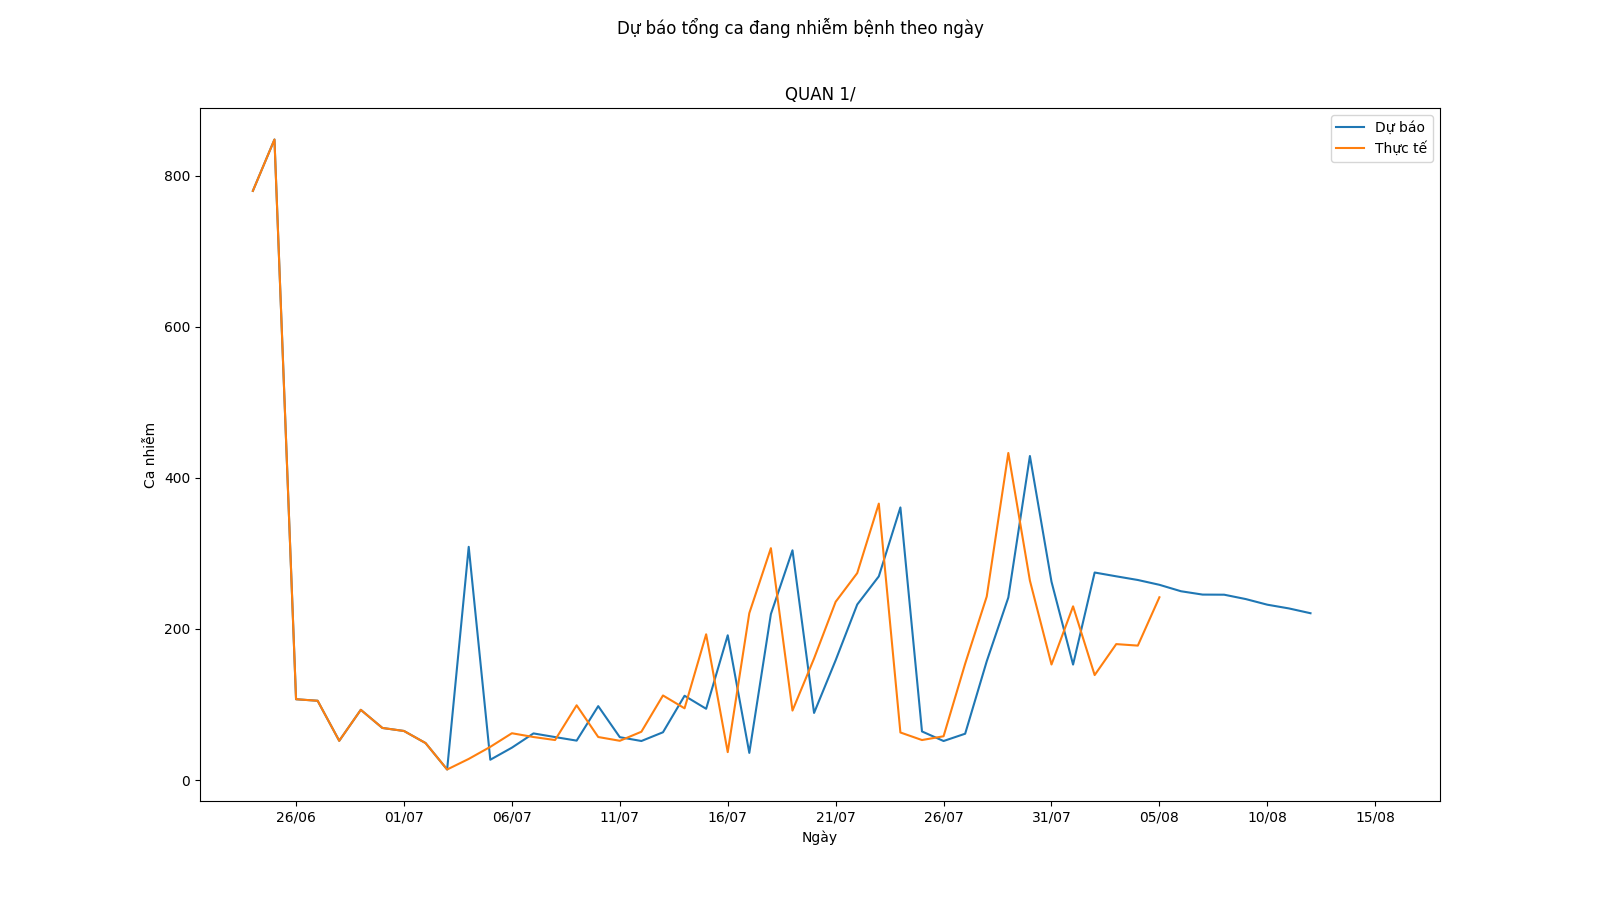 Dự báo tổng ca đang nhiễm bệnh theo ngày
QUAN 1/
Dự báo
Thực tế
800
600
400
200
0
Ca nhiễm
26/06 01/07 06/07 11/07 16/07 21/07 26/07 31/07 05/08 10/08 15/08
Ngày